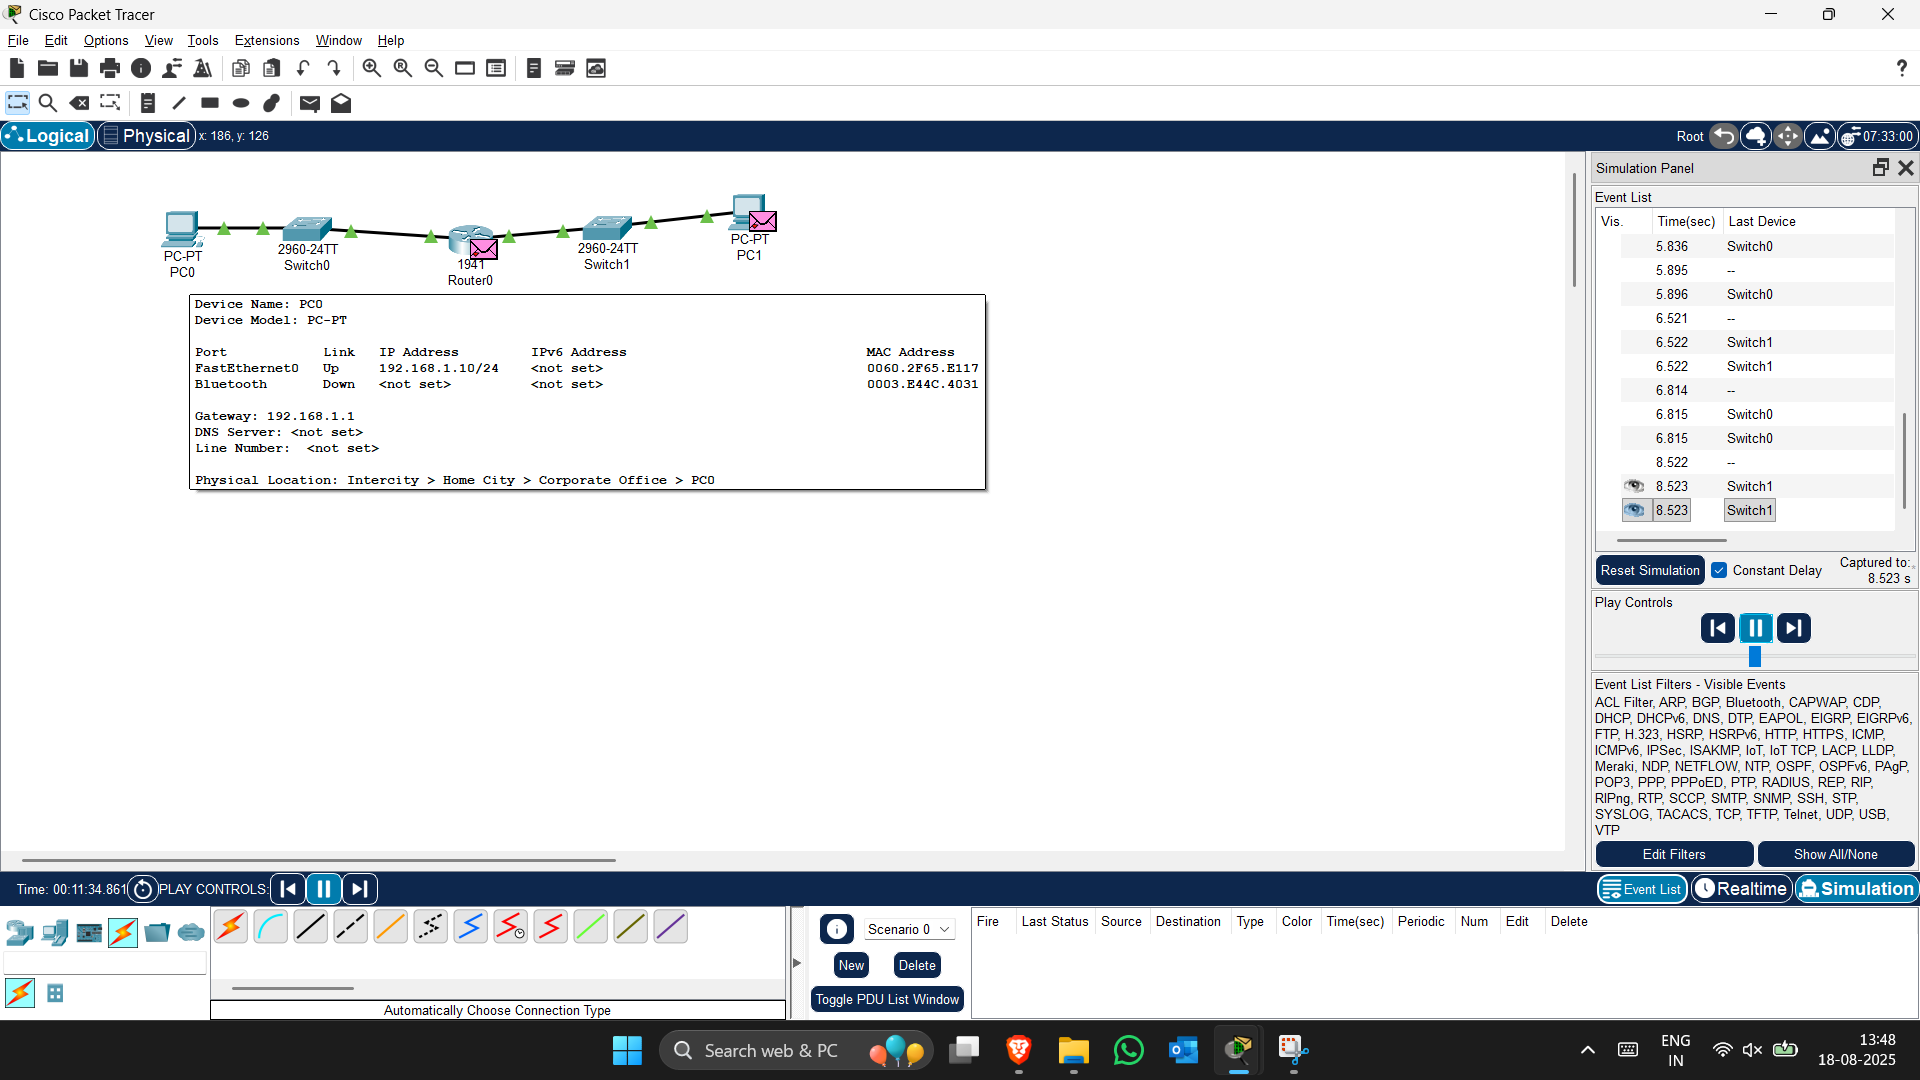 Cisco Packet Tracer
File Edit Options View Tools Extensions Window Help
?
Logical Physical x: 186, y: 126 Root 07:33:00
PC-PT
PC0
2960-24TT
Switch0
1941
Router0
2960-24TT
Switch1
PC-PT
PC1
Device Name: PC0
Device Model: PC-PT
Port Link IP Address IPv6 Address MAC Address
FastEthernet0 Up 192.168.1.10/24 <not set> 0060.2F65.E117
Bluetooth Down <not set> <not set> 0003.E44C.4031
Gateway: 192.168.1.1
DNS Server: <not set>
Line Number: <not set>
Physical Location: Intercity > Home City > Corporate Office > PC0
Simulation Panel
Event List
Vis. Time(sec) Last Device
5.836 Switch0
5.895 --
5.896 Switch0
6.521 --
6.522 Switch1
6.522 Switch1
6.814 --
6.815 Switch0
6.815 Switch0
8.522 --
8.523 Switch1
8.523 Switch1
Reset Simulation Constant Delay Captured to:
8.523 s
Play Controls
Event List Filters - Visible Events
ACL Filter, ARP, BGP, Bluetooth, CAPWAP, CDP,
DHCP, DHCPv6, DNS, DTP, EAPOL, EIGRP, EIGRPv6,
FTP, H.323, HSRP, HSRPv6, HTTP, HTTPS, ICMP,
ICMPv6, IPSec, ISAKMP, IoT, IoT TCP, LACP, LLDP,
Meraki, NDP, NETFLOW, NTP, OSPF, OSPFv6, PAgP,
POP3, PPP, PPPoED, PTP, RADIUS, REP, RIP,
RIPng, RTP, SCCP, SMTP, SNMP, SSH, STP,
SYSLOG, TACACS, TCP, TFTP, Telnet, UDP, USB,
VTP
Edit Filters Show All/None
Time: 00:11:34.861 PLAY CONTROLS: Event List Realtime Simulation
Scenario 0
New Delete
Toggle PDU List Window
Fire Last Status Source Destination Type Color Time(sec) Periodic Num Edit Delete
Automatically Choose Connection Type
Search web & PC
ENG
IN
13:48
18-08-2025